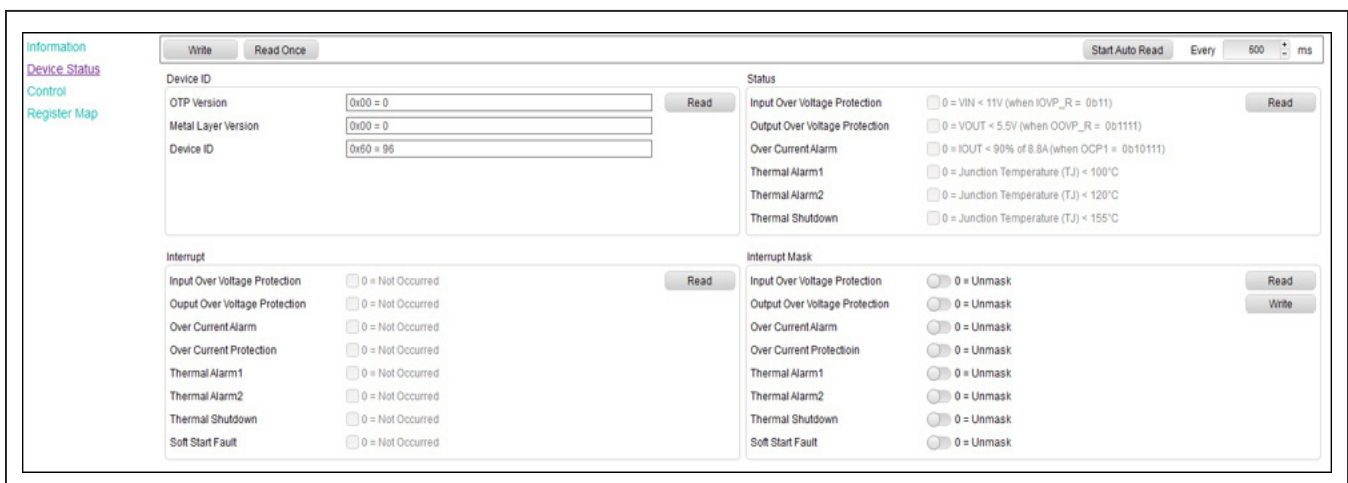 Information
Device Status
Control
Register Map
Write Read Once Start Auto Read Every 500 + - ms
Device ID
OTP Version 0x00 = 0 Read
Metal Layer Version 0x00 = 0
Device ID 0x60 = 96
Status
Input Over Voltage Protection 0 = VIN < 11V (when IOVP_R = 0b11) Read
Output Over Voltage Protection 0 = VOUT < 5.5V (when OOVP_R = 0b1111)
Over Current Alarm 0 = IOUT < 90% of 8.8A (when OCP1 = 0b10111)
Thermal Alarm1 0 = Junction Temperature (TJ) < 100°C
Thermal Alarm2 0 = Junction Temperature (TJ) < 120°C
Thermal Shutdown 0 = Junction Temperature (TJ) < 155°C
Interrupt
Input Over Voltage Protection 0 = Not Occurred Read
Ouput Over Voltage Protection 0 = Not Occurred
Over Current Alarm 0 = Not Occurred
Over Current Protection 0 = Not Occurred
Thermal Alarm1 0 = Not Occurred
Thermal Alarm2 0 = Not Occurred
Thermal Shutdown 0 = Not Occurred
Soft Start Fault 0 = Not Occurred
Interrupt Mask
Input Over Voltage Protection 0 = Unmask Read
Output Over Voltage Protection 0 = Unmask Write
Over Current Alarm 0 = Unmask
Over Current Protectioin 0 = Unmask
Thermal Alarm1 0 = Unmask
Thermal Alarm2 0 = Unmask
Thermal Shutdown 0 = Unmask
Soft Start Fault 0 = Unmask